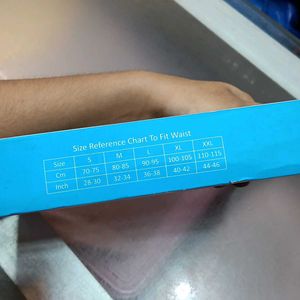 Size Reference Chart To Fit Waist
Size S M L XL XXL
Cm 70-75 80-85 90-95 100-105 110-115
Inch 28-30 32-34 36-38 40-42 44-46